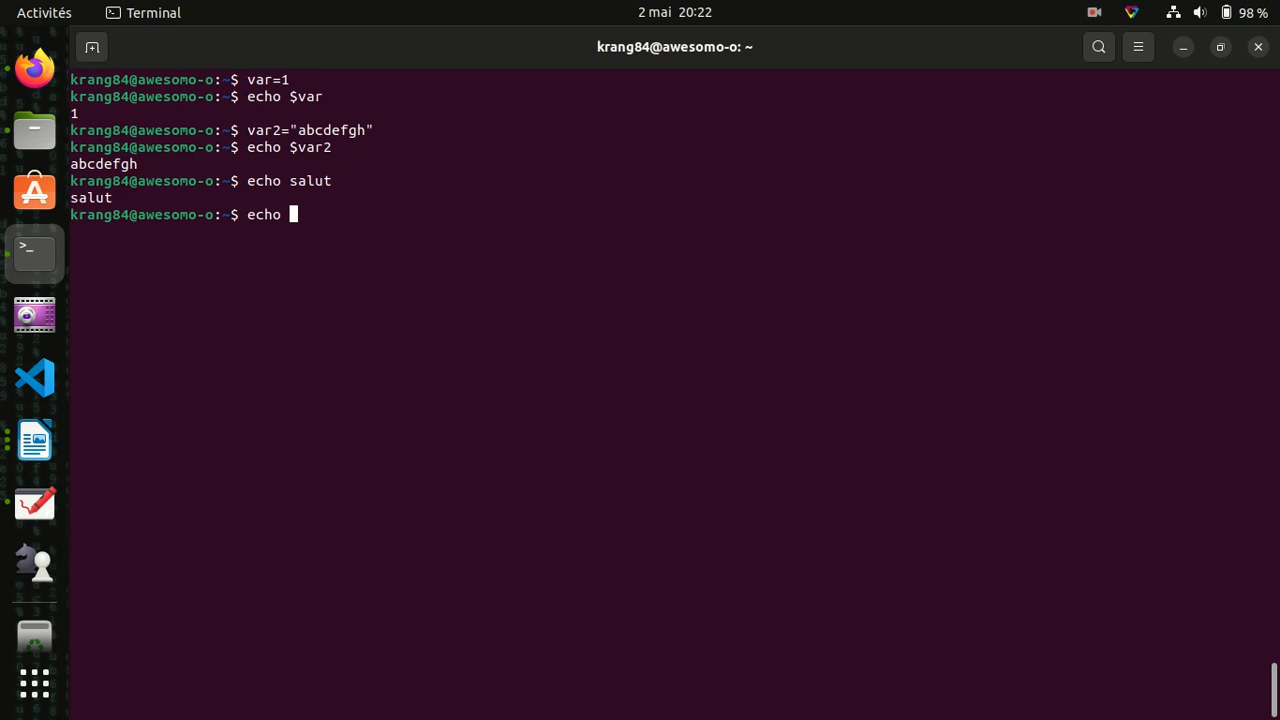 Activités
Terminal
2 mai 20:22
98 %
krang84@awesomo-o: ~
krang84@awesomo-o:~$ var=1
krang84@awesomo-o:~$ echo $var
1
krang84@awesomo-o:~$ var2="abcdefgh"
krang84@awesomo-o:~$ echo $var2
abcdefgh
krang84@awesomo-o:~$ echo salut
salut
krang84@awesomo-o:~$ echo